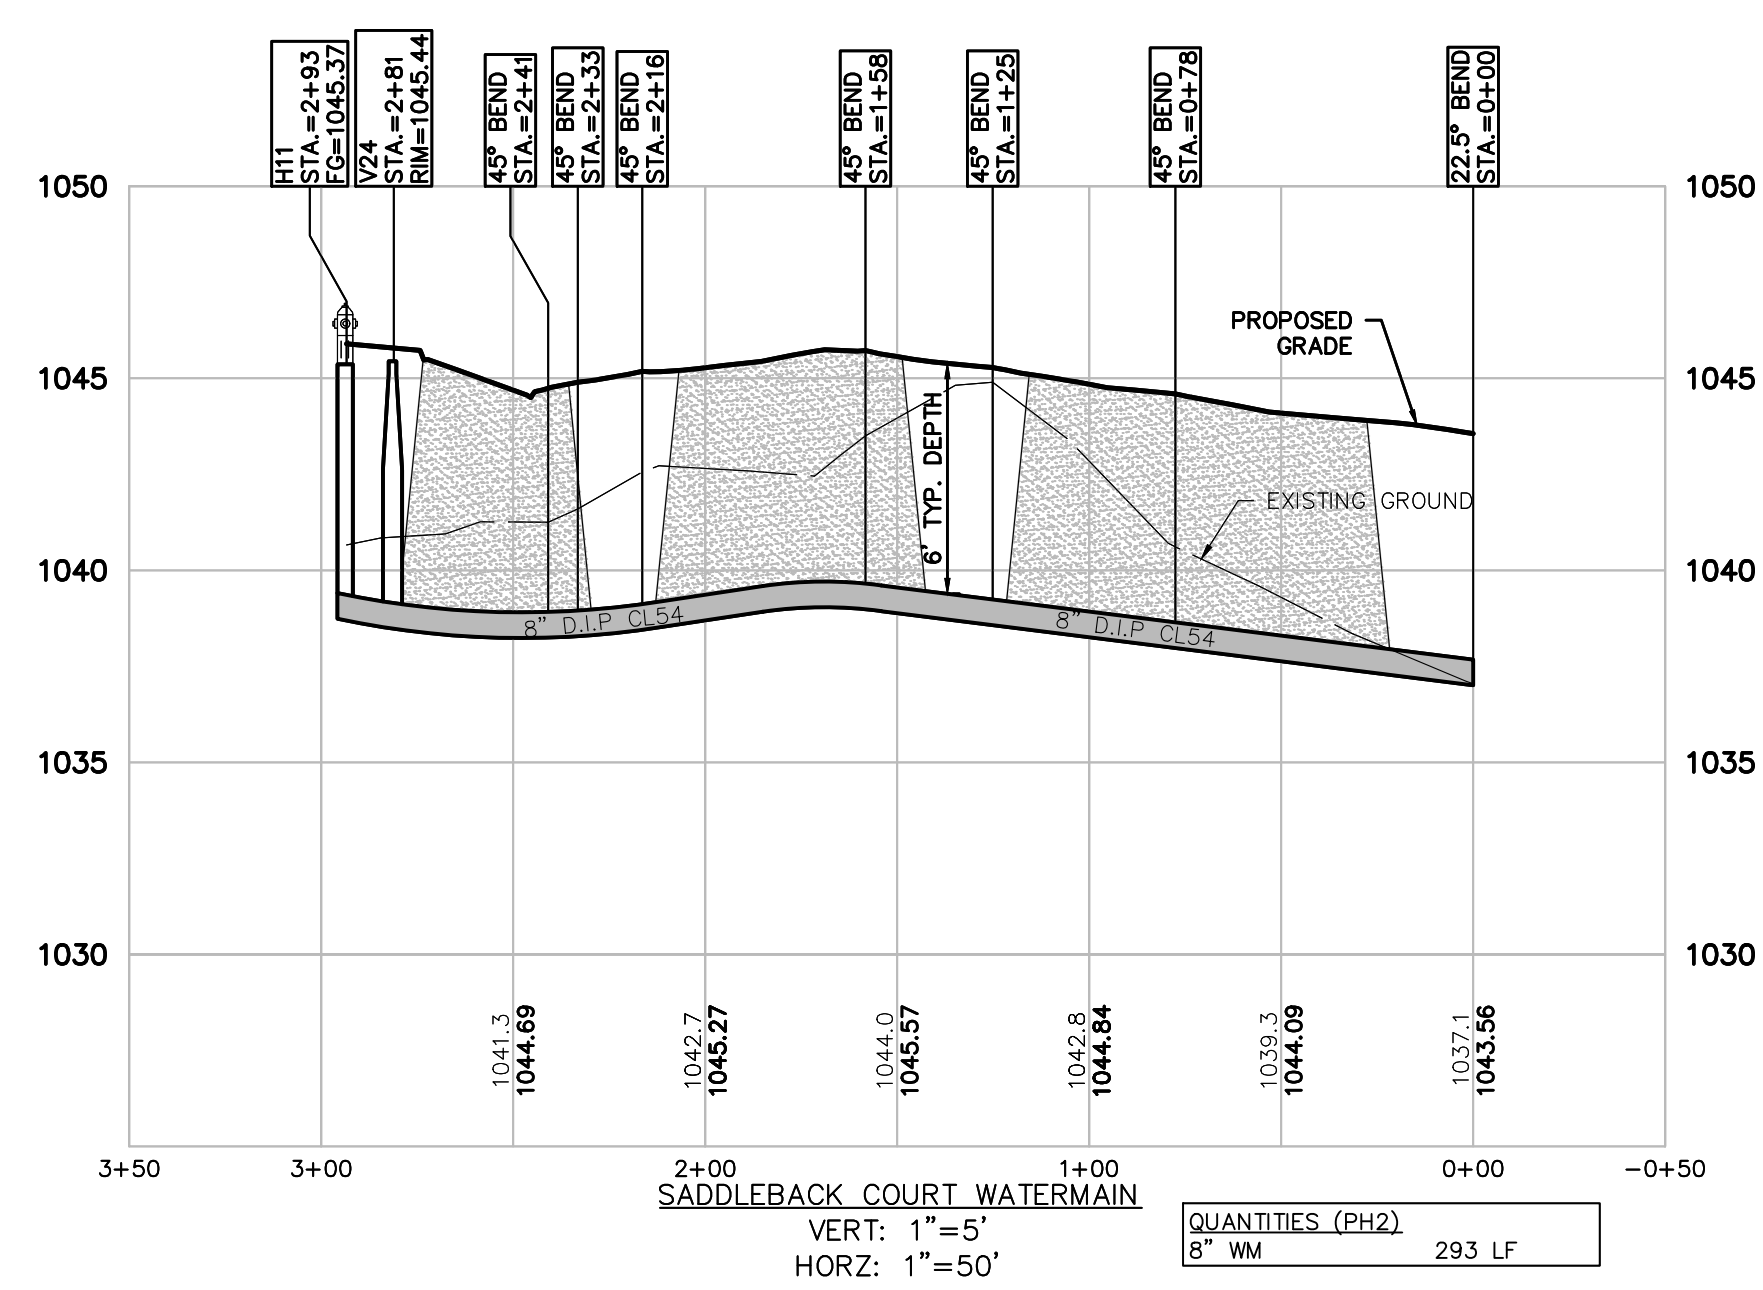 H11
STA.=2+93
FG=1045.37
V24
STA.=2+81
RIM=1045.44
45° BEND
STA.=2+41
45° BEND
STA.=2+33
45° BEND
STA.=2+16
45° BEND
STA.=1+58
45° BEND
STA.=1+25
45° BEND
STA.=0+78
22.5° BEND
STA.=0+00
1050
1050
PROPOSED
GRADE
1045
1045
6' TYP. DEPTH
EXISTING GROUND
1040
1040
8" D.I.P CL54
8" D.I.P CL54
1035
1035
1030
1030
1041.3
1044.69
1042.7
1045.27
1044.0
1045.57
1042.8
1044.84
1039.3
1044.09
1037.1
1043.56
3+50
3+00
2+00
1+00
0+00
-0+50
SADDLEBACK COURT WATERMAIN
VERT: 1"=5'
HORZ: 1"=50'
QUANTITIES (PH2)
8" WM 293 LF